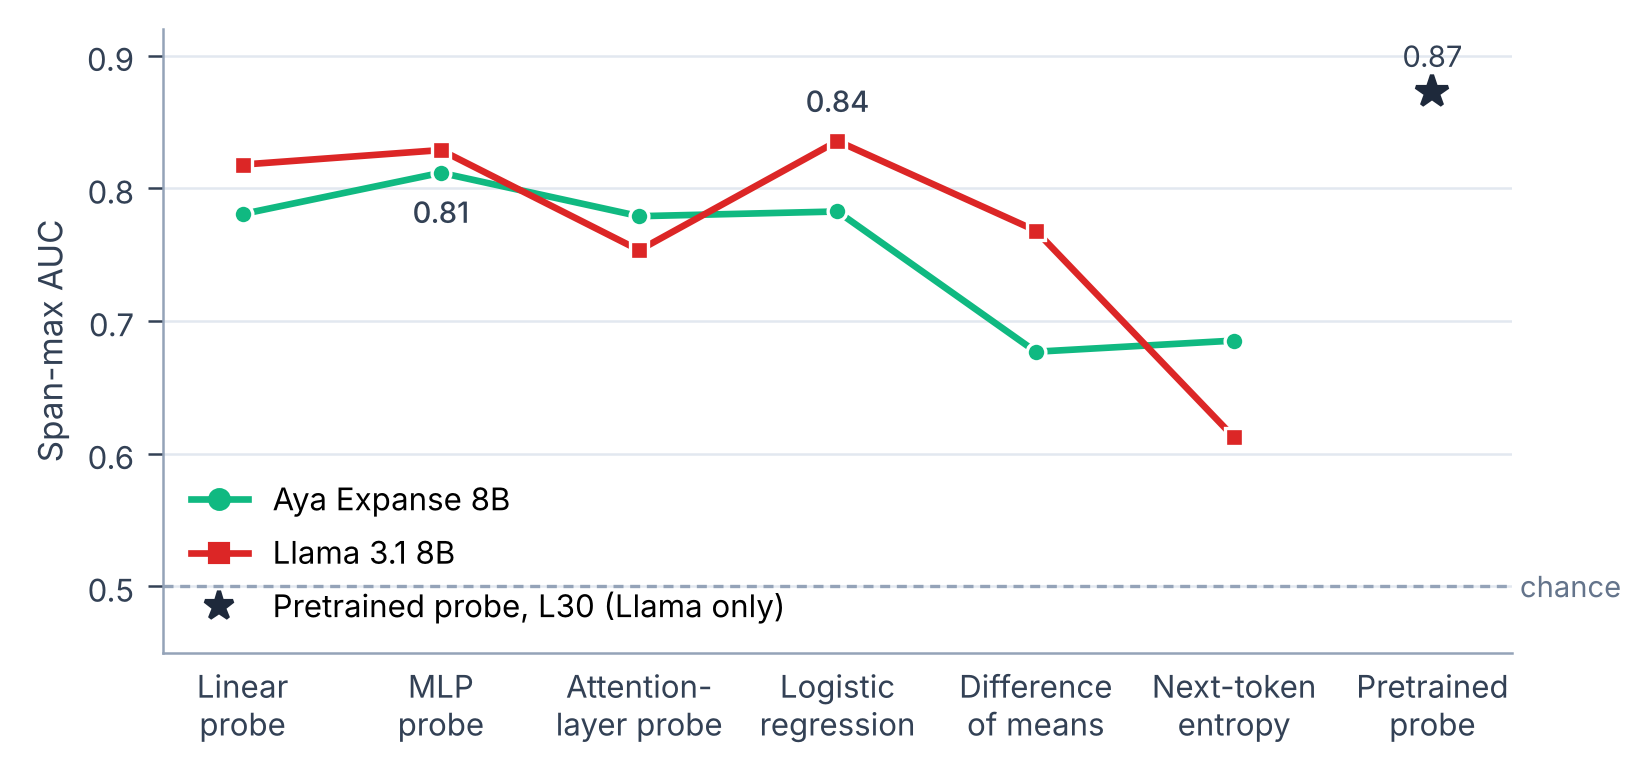 0.9
0.8
0.7
0.6
0.5
Span-max AUC
0.87
0.84
0.81
Aya Expanse 8B
Llama 3.1 8B
Pretrained probe, L30 (Llama only)
chance
Linear
probe
MLP
probe
Attention-
layer probe
Logistic
regression
Difference
of means
Next-token
entropy
Pretrained
probe